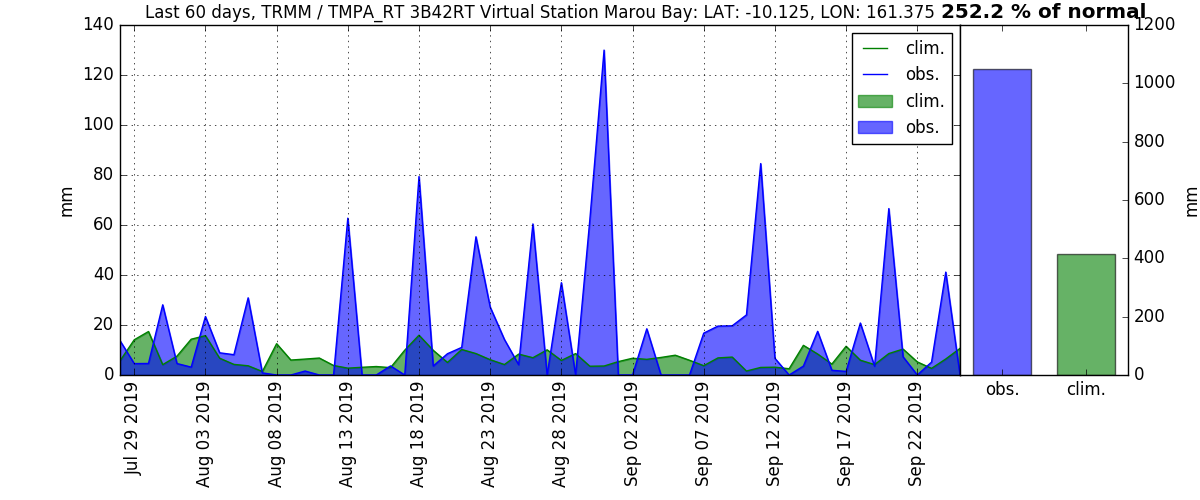 Last 60 days, TRMM / TMPA_RT 3B42RT Virtual Station Marou Bay: LAT: -10.125, LON: 161.375 252.2 % of normal
140
120
100
80
60
40
20
0
mm
clim.
obs.
clim.
obs.
1200
1000
800
600
400
200
0
mm
obs.
clim.
Jul 29 2019
Aug 03 2019
Aug 08 2019
Aug 13 2019
Aug 18 2019
Aug 23 2019
Aug 28 2019
Sep 02 2019
Sep 07 2019
Sep 12 2019
Sep 17 2019
Sep 22 2019